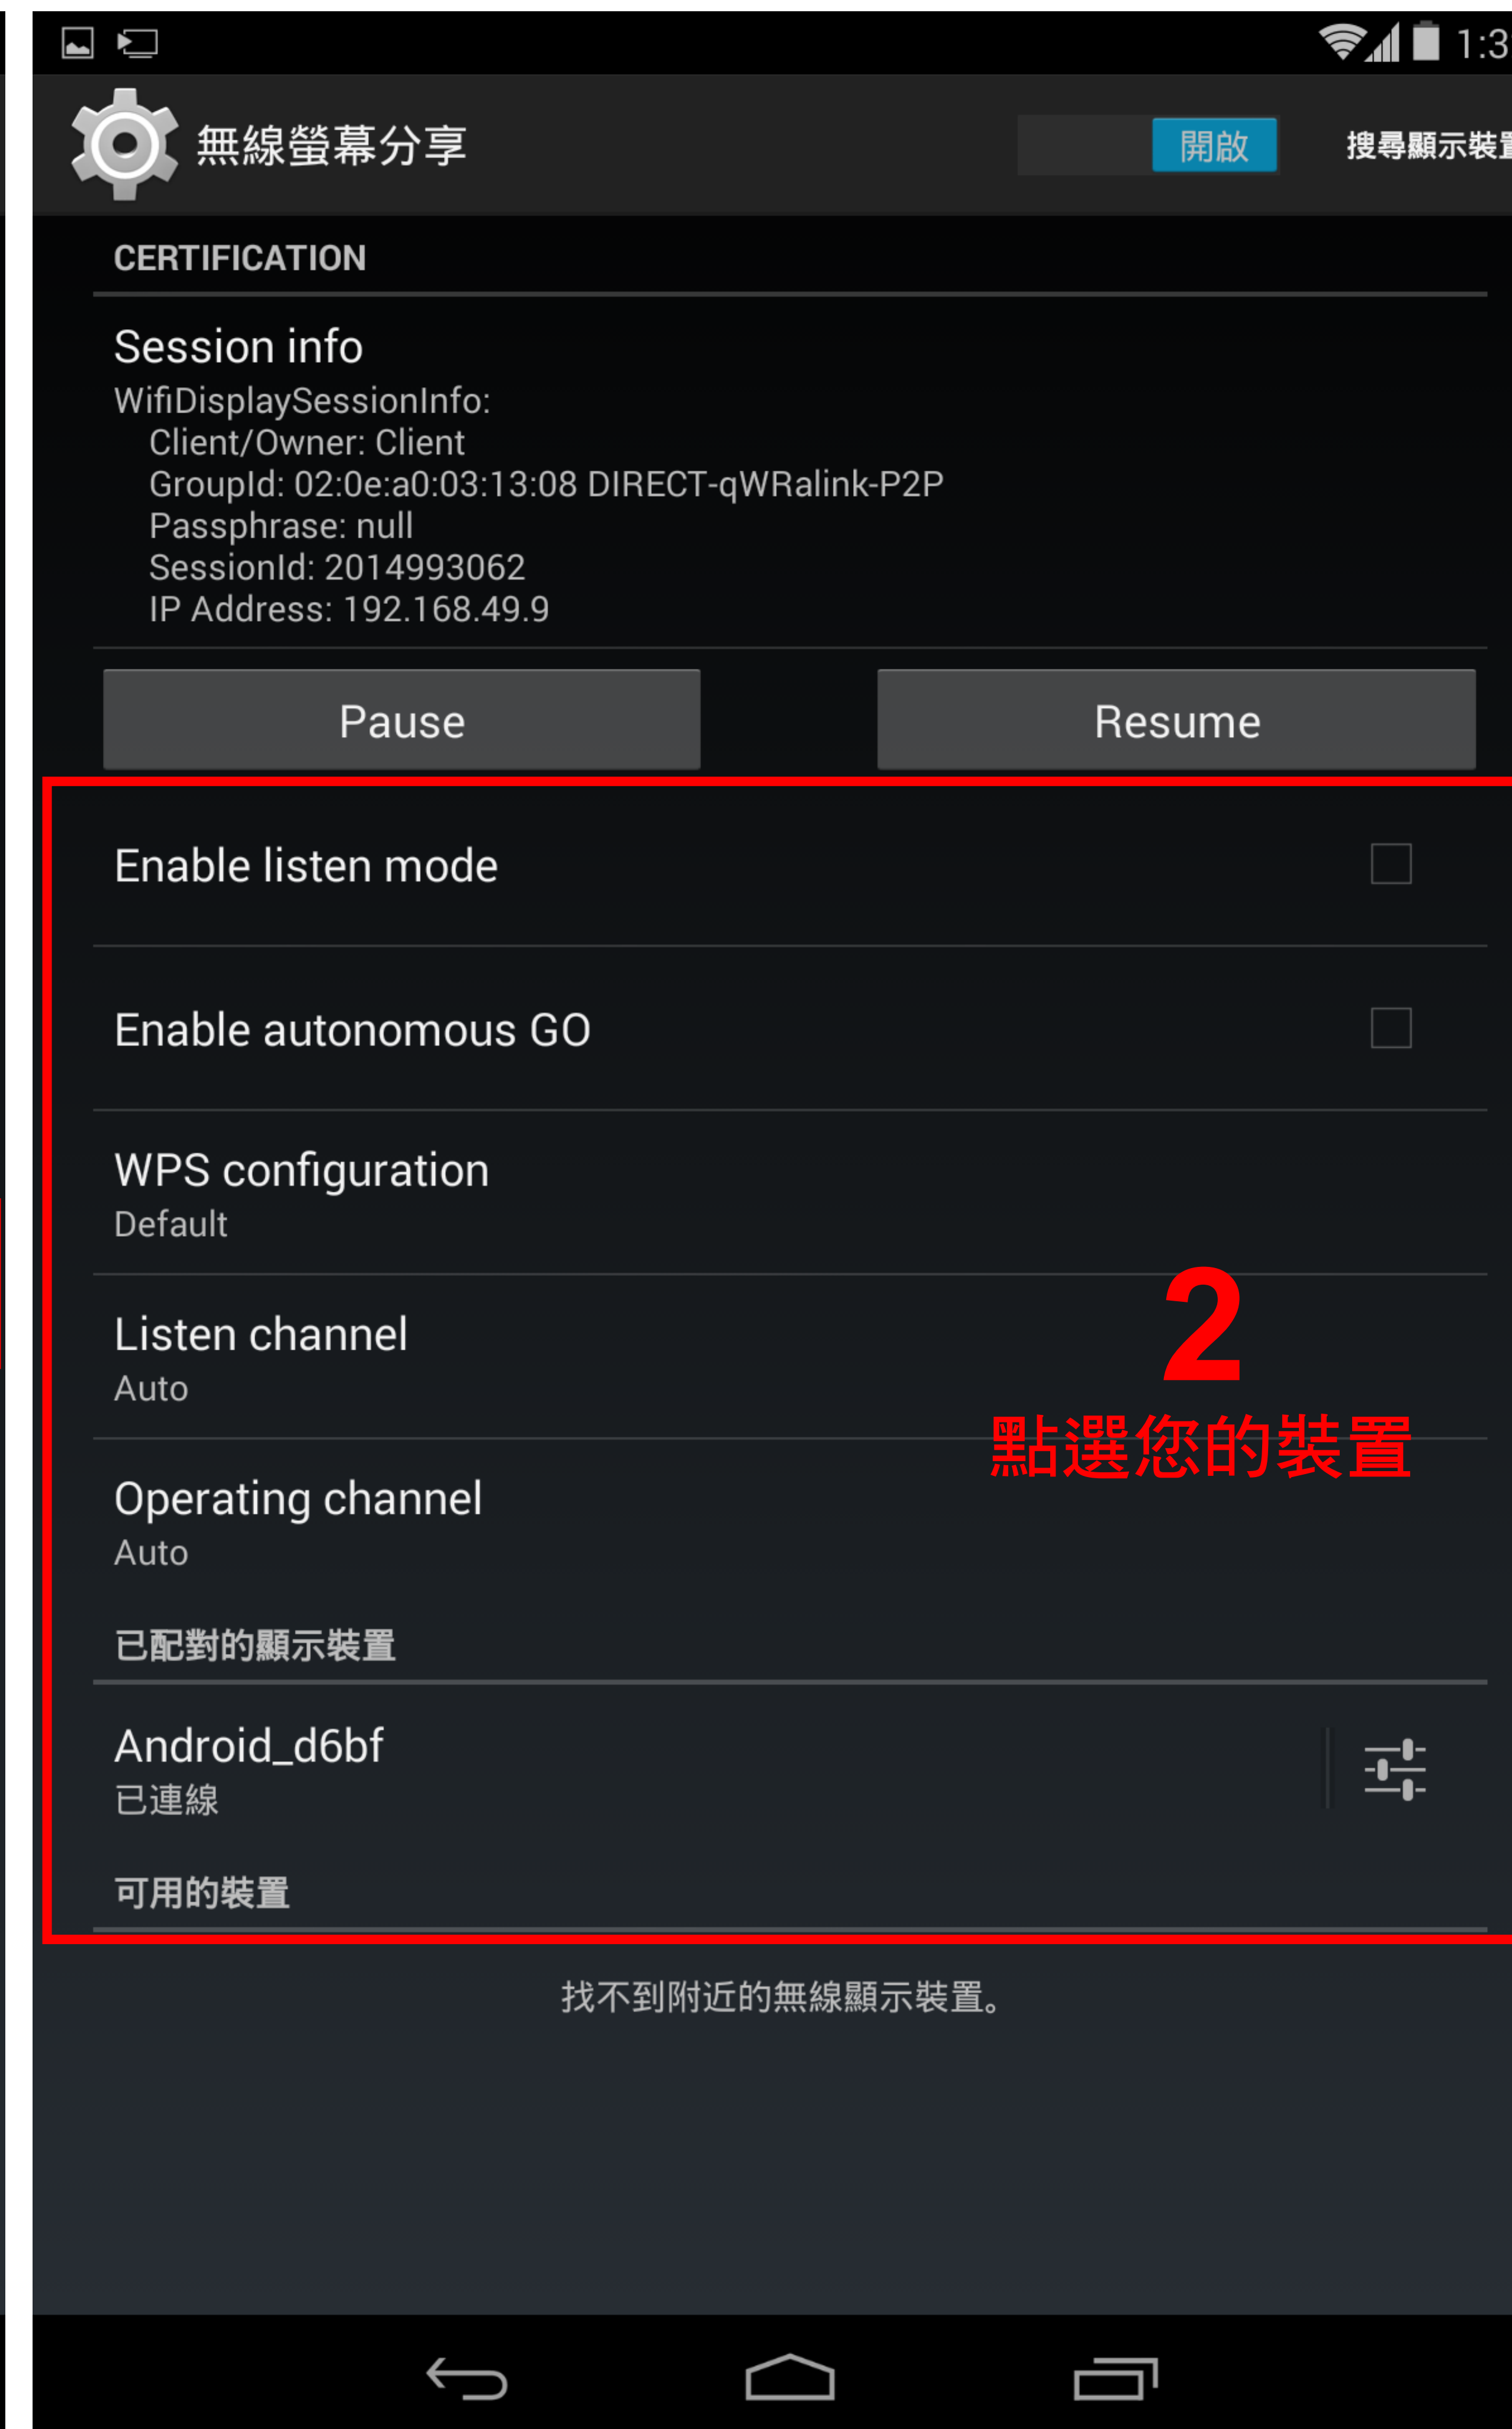 1:3
無線螢幕分享
開啟
搜尋顯示裝置
CERTIFICATION
Session info
WifiDisplaySessionInfo:
Client/Owner: Client
GroupId: 02:0e:a0:03:13:08 DIRECT-qWRalink-P2P
Passphrase: null
SessionId: 2014993062
IP Address: 192.168.49.9
Pause
Resume
Enable listen mode
Enable autonomous GO
WPS configuration
Default
Listen channel
Auto
2
點選您的裝置
Operating channel
Auto
已配對的顯示裝置
Android_d6bf
已連線
可用的裝置
找不到附近的無線顯示裝置。